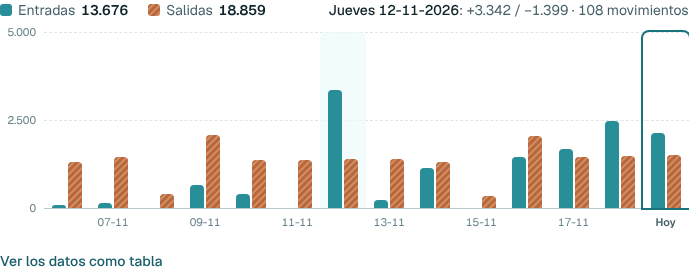 Entradas 13.676 Salidas 18.859 Jueves 12-11-2026: +3.342 / −1.399 · 108 movimientos
5.000
2.500
0
07-11 09-11 11-11 13-11 15-11 17-11 Hoy
Ver los datos como tabla